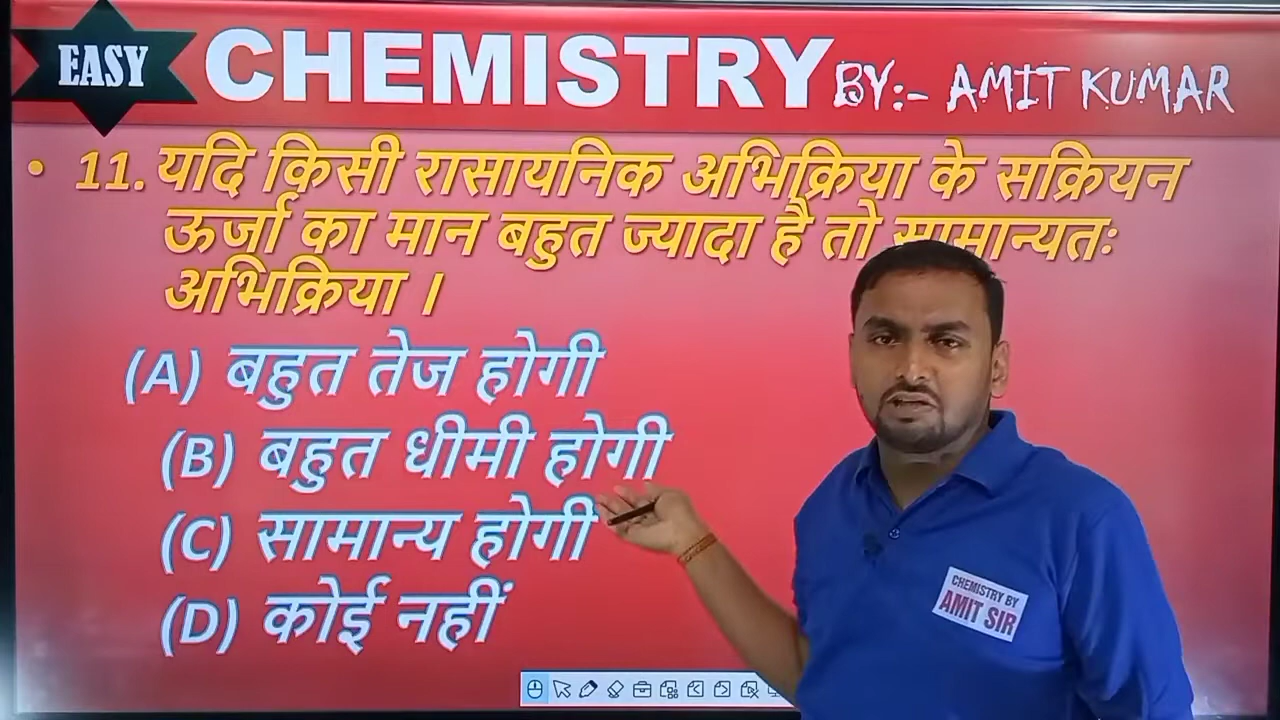 EASY
CHEMISTRY BY:- AMIT KUMAR
• 11. यदि किसी रासायनिक अभिक्रिया के सक्रियन
ऊर्जा का मान बहुत ज्यादा है तो सामान्यतः
अभिक्रिया ।
(A) बहुत तेज होगी
(B) बहुत धीमी होगी
(C) सामान्य होगी
(D) कोई नहीं
CHEMISTRY BY
AMIT SIR